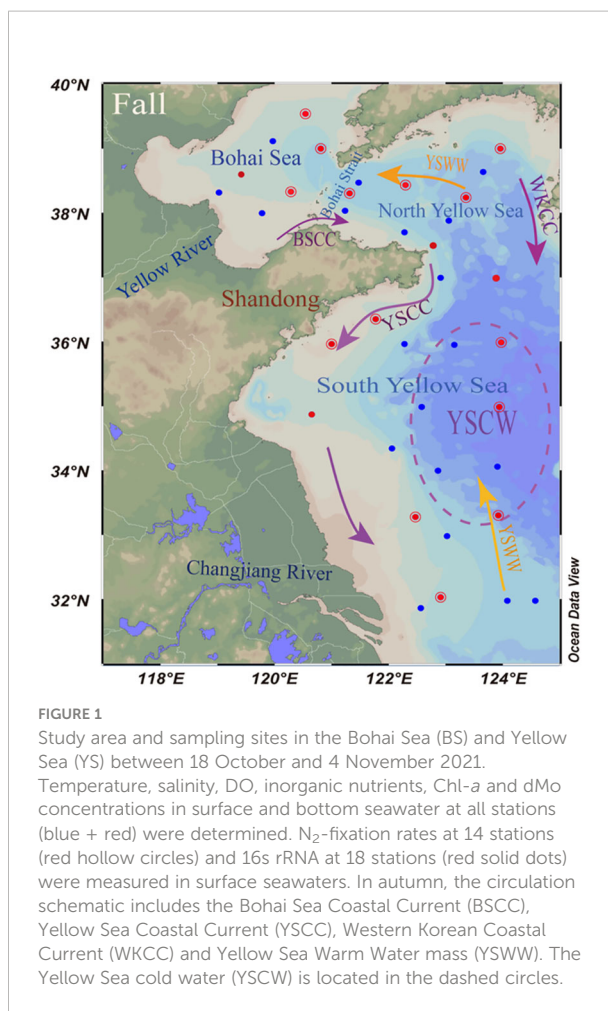 40°N
Fall
Bohai Sea
Bohai Strait
YSWW
WKCC
38°N
North Yellow Sea
BSCC
Yellow River
Shandong
YSCC
36°N
South Yellow Sea
YSCW
34°N
YSWW
Changjiang River
32°N
Ocean Data View
118°E
120°E
122°E
124°E
FIGURE 1
Study area and sampling sites in the Bohai Sea (BS) and Yellow
Sea (YS) between 18 October and 4 November 2021.
Temperature, salinity, DO, inorganic nutrients, Chl-a and dMo
concentrations in surface and bottom seawater at all stations
(blue + red) were determined. N₂-fixation rates at 14 stations
(red hollow circles) and 16s rRNA at 18 stations (red solid dots)
were measured in surface seawaters. In autumn, the circulation
schematic includes the Bohai Sea Coastal Current (BSCC),
Yellow Sea Coastal Current (YSCC), Western Korean Coastal
Current (WKCC) and Yellow Sea Warm Water mass (YSWW). The
Yellow Sea cold water (YSCW) is located in the dashed circles.